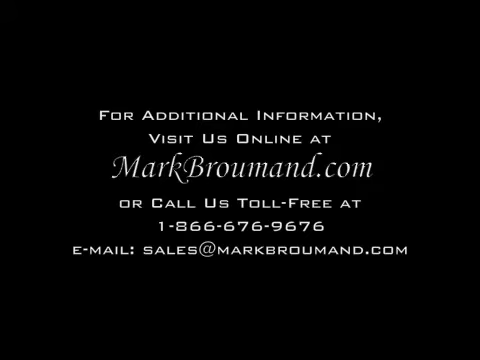 For Additional Information,
Visit Us Online at
MarkBroumand.com
or Call Us Toll-Free at
1-866-676-9676
e-mail: sales@markbroumand.com